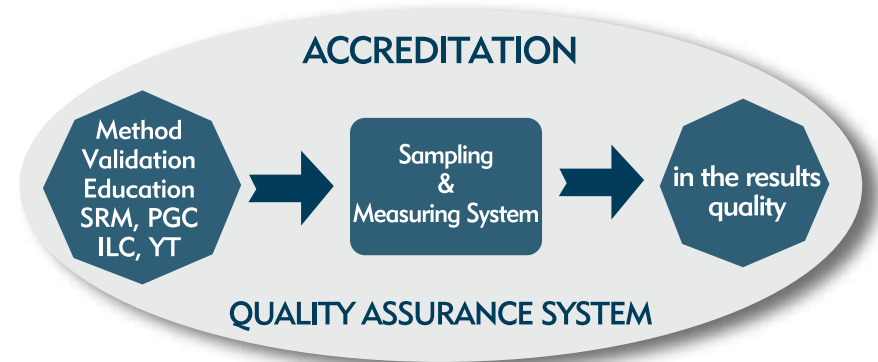 ACCREDITATION
Method
Validation
Education
SRM, PGC
ILC, YT
Sampling
&
Measuring System
in the results
quality
QUALITY ASSURANCE SYSTEM